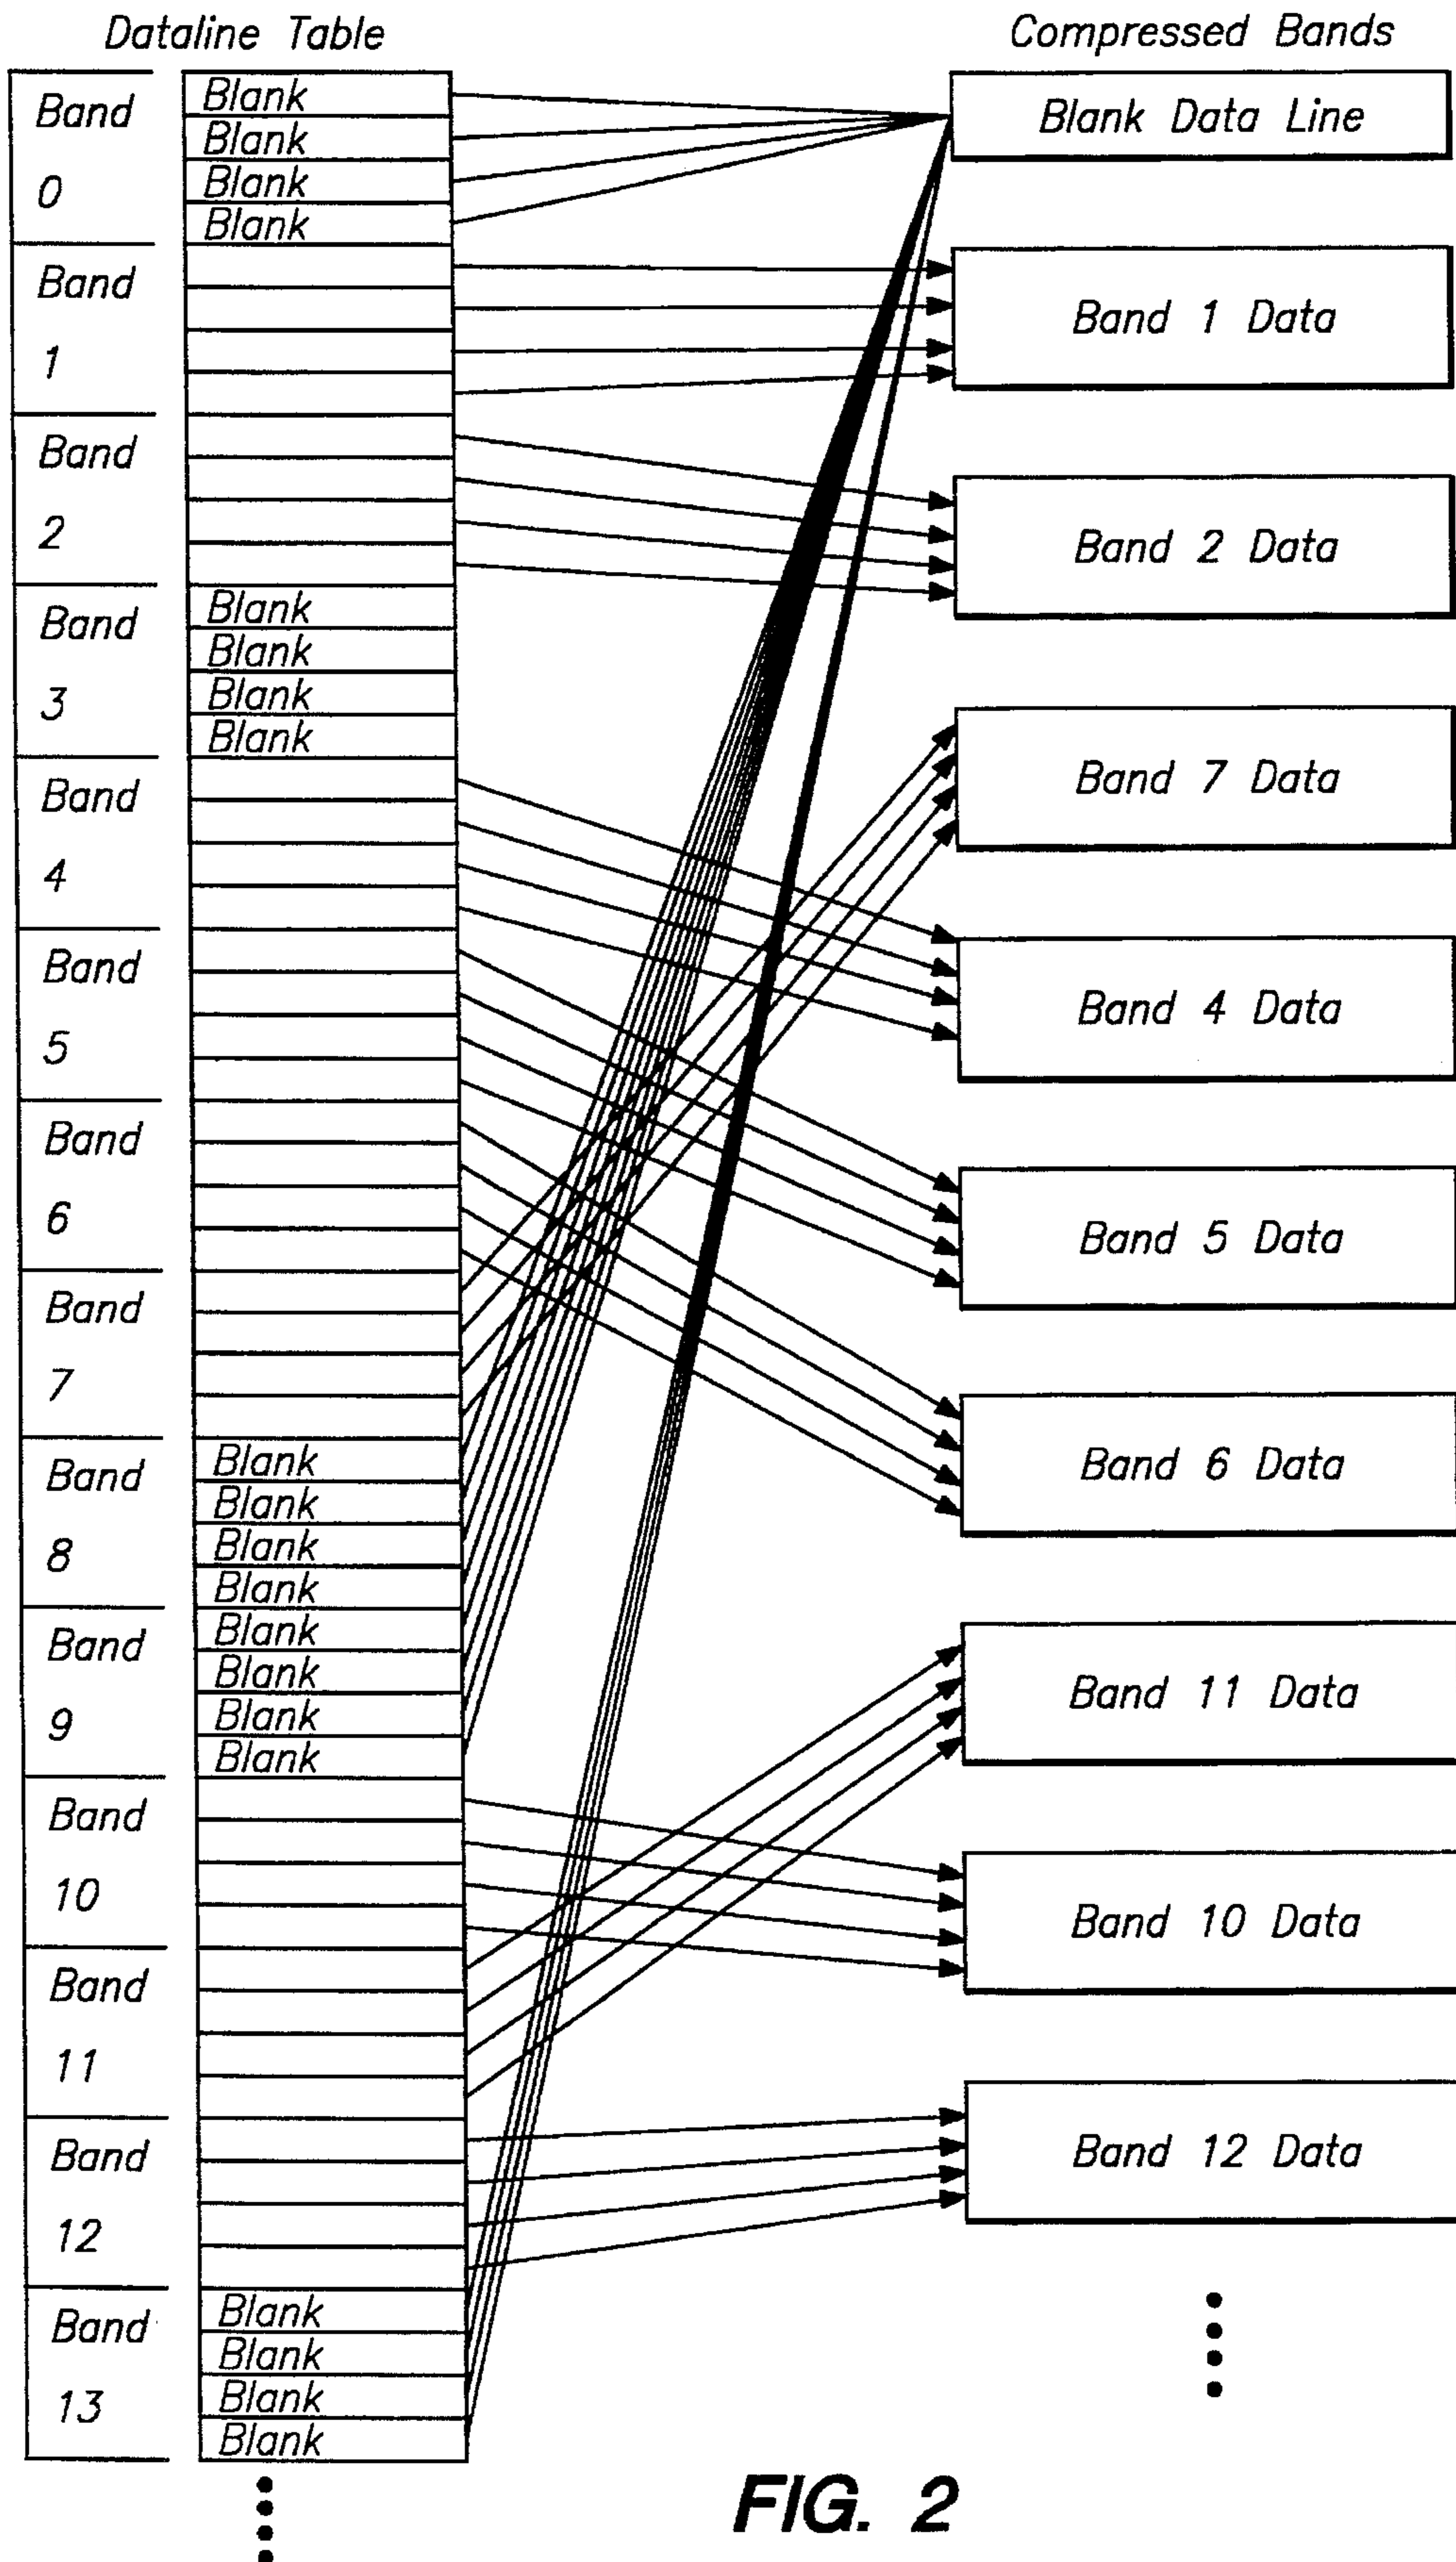 Dataline Table
Compressed Bands
Band 0
Blank
Blank
Blank
Blank
Band 1
Band 2
Band 3
Blank
Blank
Blank
Blank
Band 4
Band 5
Band 6
Band 7
Band 8
Blank
Blank
Blank
Blank
Band 9
Blank
Blank
Blank
Blank
Band 10
Band 11
Band 12
Band 13
Blank
Blank
Blank
Blank
Blank Data Line
Band 1 Data
Band 2 Data
Band 7 Data
Band 4 Data
Band 5 Data
Band 6 Data
Band 11 Data
Band 10 Data
Band 12 Data
FIG. 2